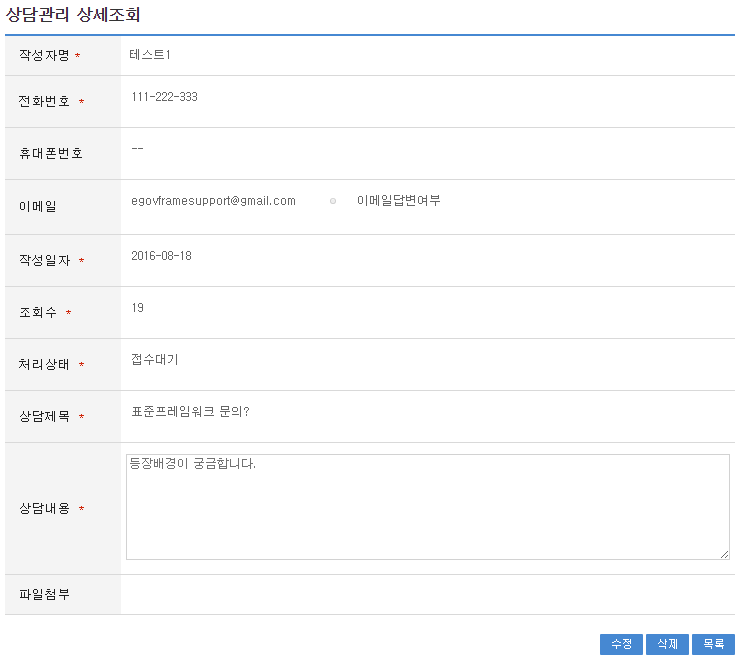 상담관리 상세조회
작성자명 * 테스트1
전화번호 * 111-222-333
휴대폰번호 --
이메일 egovframesupport@gmail.com 이메일답변여부
작성일자 * 2016-08-18
조회수 * 19
처리상태 * 접수대기
상담제목 * 표준프레임워크 문의?
상담내용 * 등장배경이 궁금합니다.
파일첨부
수정 삭제 목록